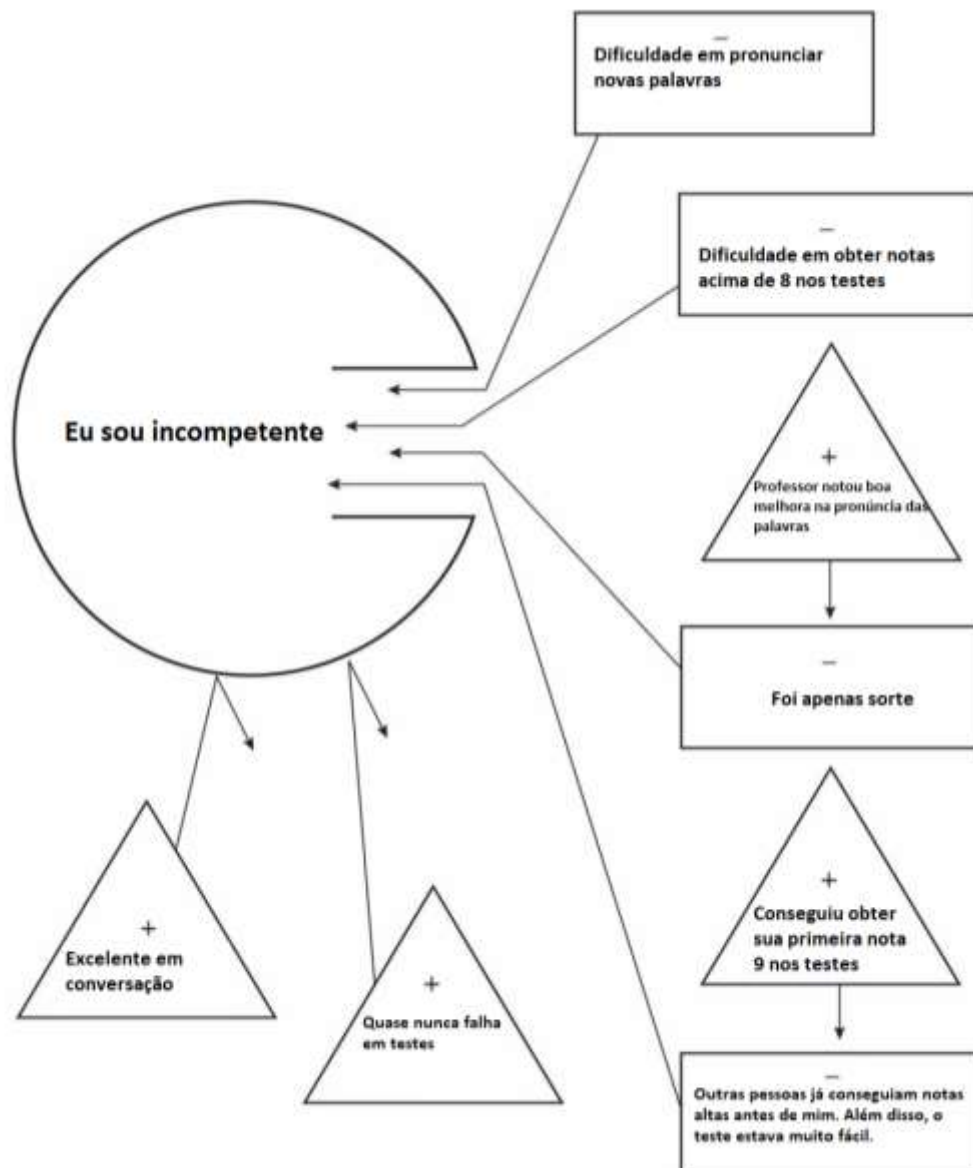 –
Dificuldade em pronunciar
novas palavras
–
Dificuldade em obter notas
acima de 8 nos testes
Eu sou incompetente
+
Professor notou boa
melhora na pronúncia das
palavras
–
Foi apenas sorte
+
Excelente em
conversação
+
Quase nunca falha
em testes
+
Conseguiu obter
sua primeira nota
9 nos testes
–
Outras pessoas já conseguiam notas
altas antes de mim. Além disso, o
teste estava muito fácil.